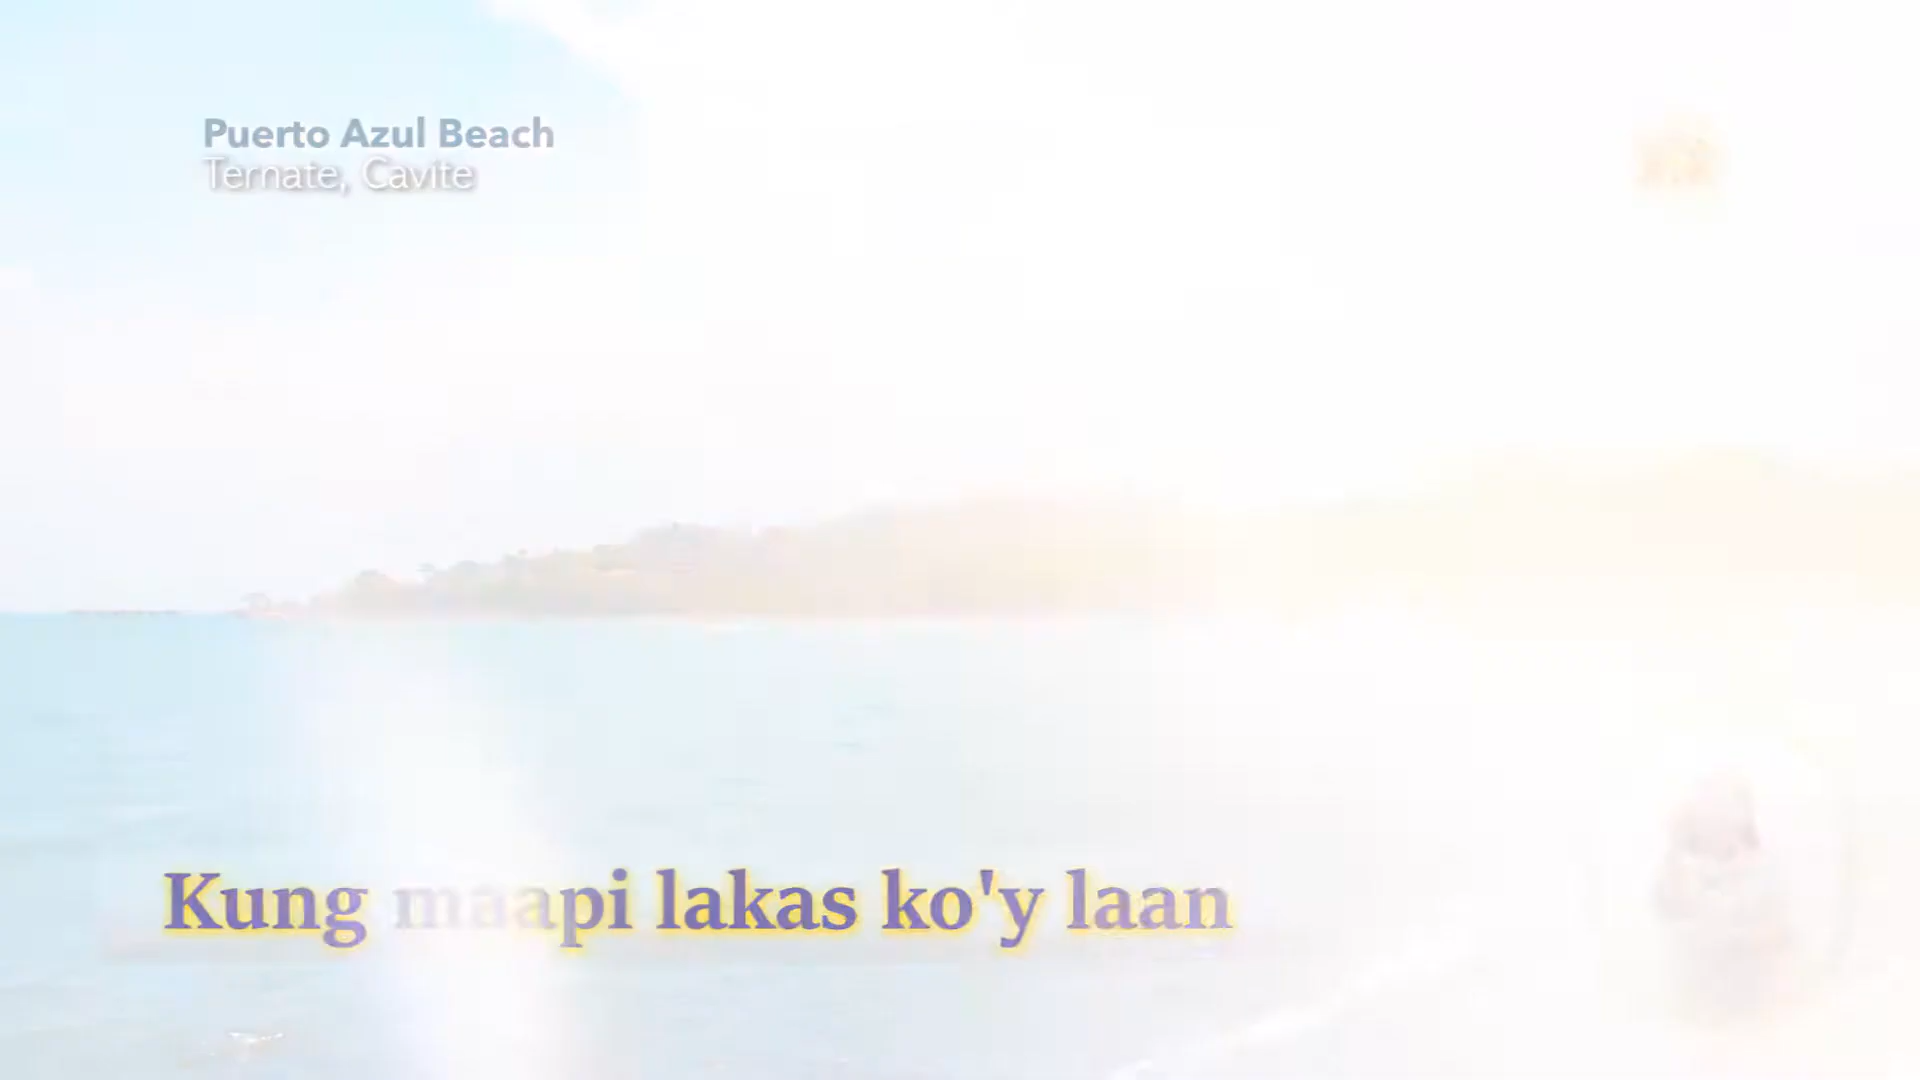 Puerto Azul Beach
Ternate, Cavite
Kung maapi lakas ko'y laan